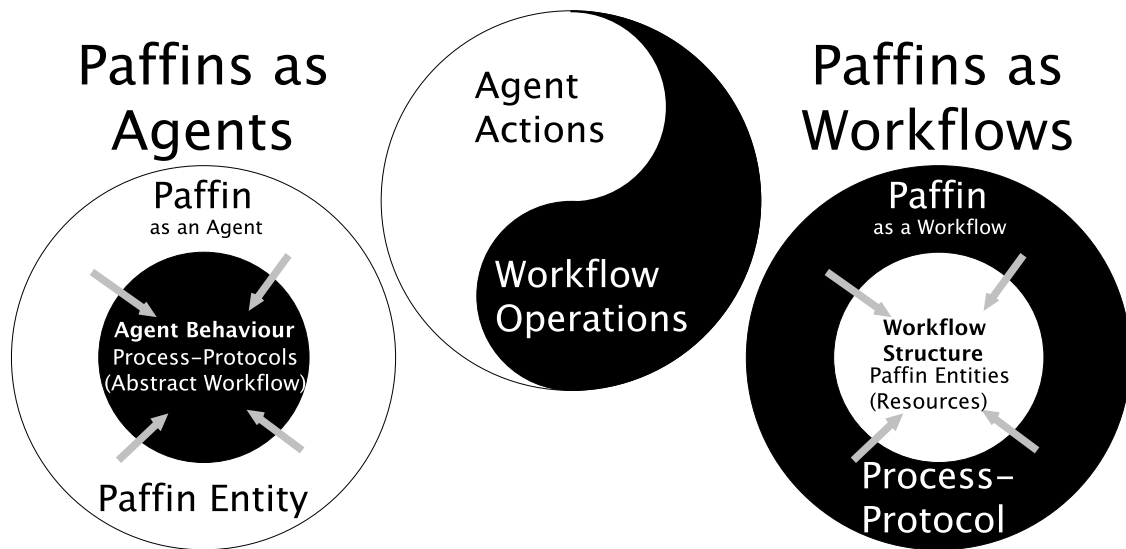 Paffins as
Agents
Paffin
as an Agent
Agent Behaviour
Process-Protocols
(Abstract Workflow)
Paffin Entity
Agent
Actions
Workflow
Operations
Paffins as
Workflows
Paffin
as a Workflow
Workflow
Structure
Paffin Entities
(Resources)
Process-
Protocol